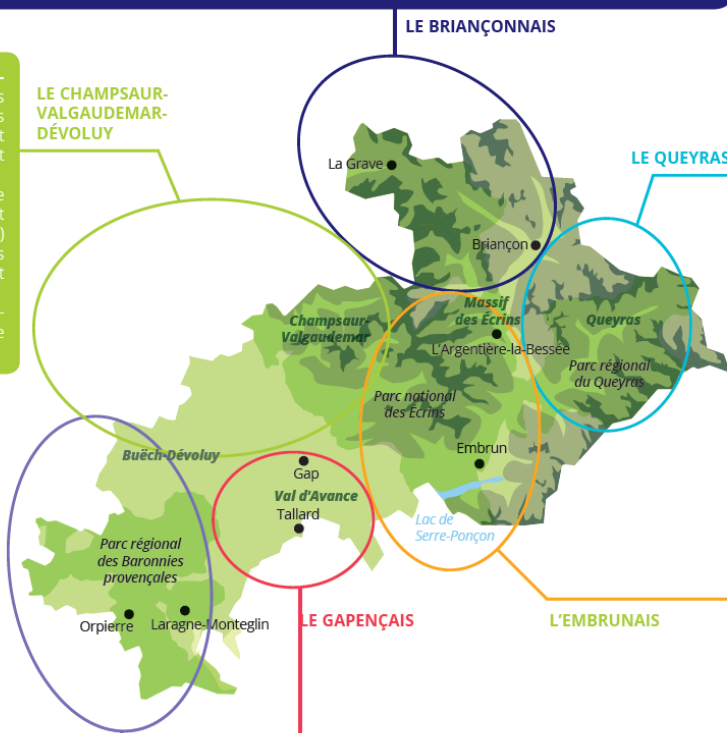 LE BRIANÇONNAIS
LE CHAMPSAUR-
VALGAUDEMAR-
DÉVOLUY
LE QUEYRAS
La Grave
Briançon
Massif
des Écrins
Champsaur-
Valgaudemar
Queyras
L'Argentière-la-Bessée
Parc régional
du Queyras
Parc national
des Écrins
Buëch-Dévoluy
Embrun
Gap
Val d'Avance
Tallard
Lac de
Serre-Ponçon
Parc régional
des Baronnies
provençales
Orpierre
Laragne-Monteglin
LE GAPENÇAIS
L'EMBRUNAIS